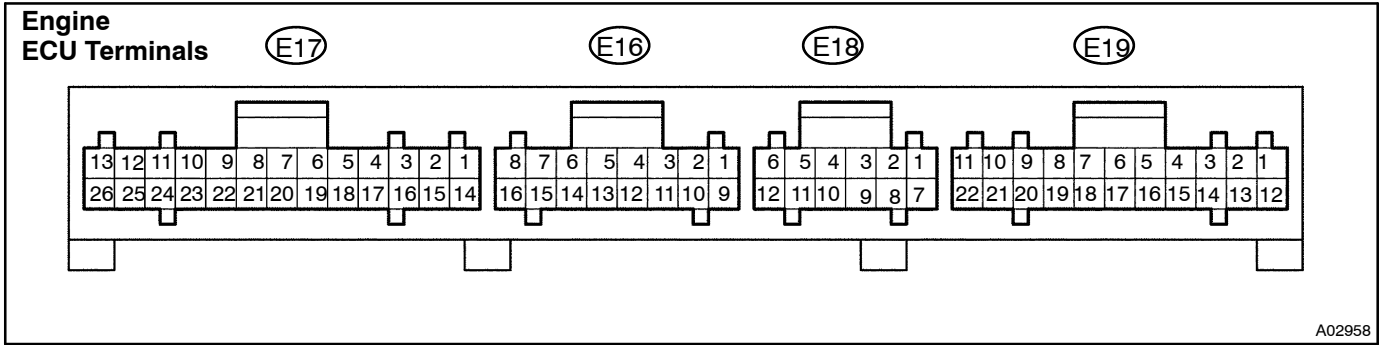 Engine
ECU Terminals
E17 E16 E18 E19
13 12 11 10 9 8 7 6 5 4 3 2 1 8 7 6 5 4 3 2 1 6 5 4 3 2 1 11 10 9 8 7 6 5 4 3 2 1
26 25 24 23 22 21 20 19 18 17 16 15 14 16 15 14 13 12 11 10 9 12 11 10 9 8 7 22 21 20 19 18 17 16 15 14 13 12
A02958